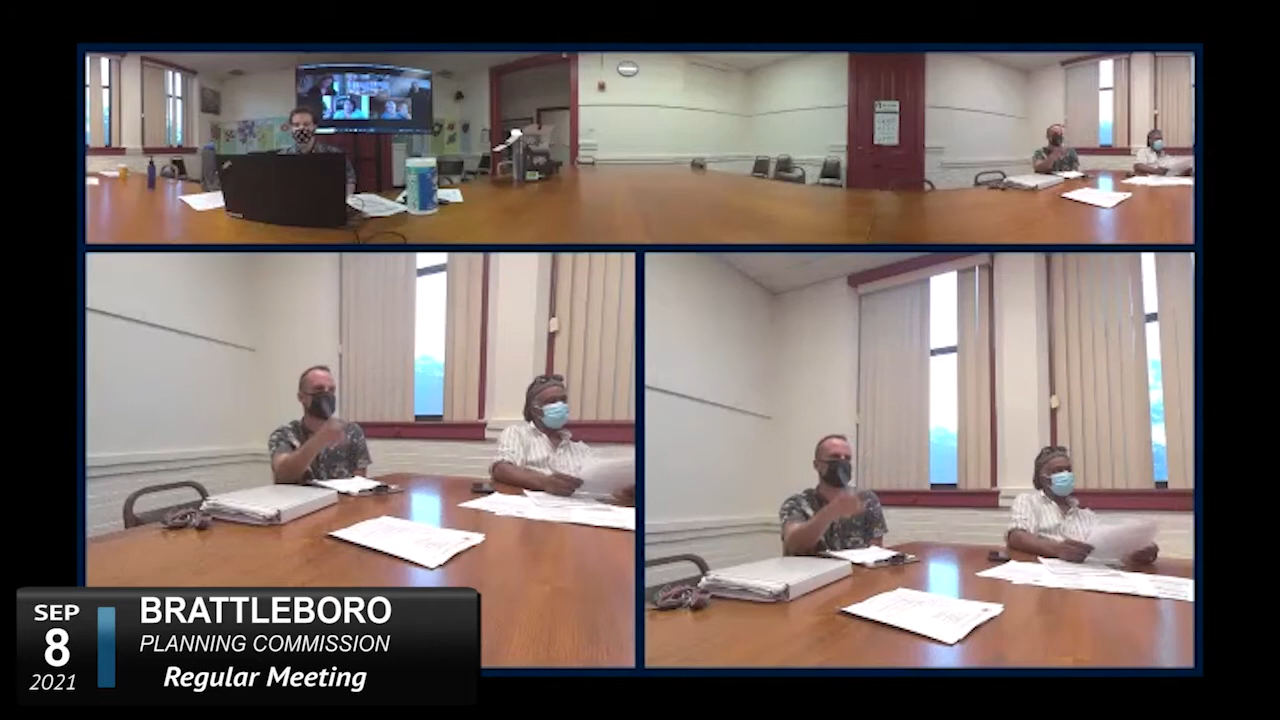 SEP
8
2021
BRATTLEBORO
PLANNING COMMISSION
Regular Meeting